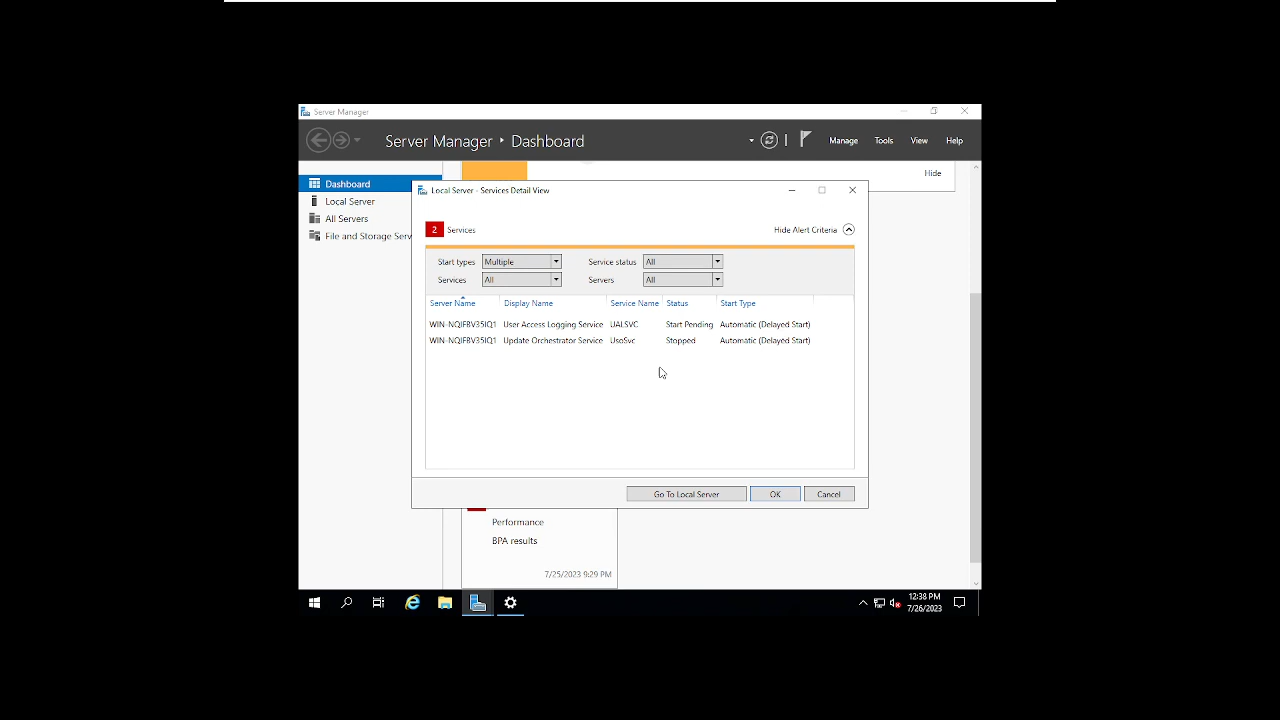 Server Manager
Server Manager ‣ Dashboard
Manage Tools View Help
Hide
Dashboard
Local Server
All Servers
File and Storage Serv
Local Server - Services Detail View
2 Services Hide Alert Criteria
Start types Multiple Service status All
Services All Servers All
Server Name Display Name Service Name Status Start Type
WIN-NQIFBV35IQ1 User Access Logging Service UALSVC Start Pending Automatic (Delayed Start)
WIN-NQIFBV35IQ1 Update Orchestrator Service UsoSvc Stopped Automatic (Delayed Start)
Go To Local Server OK Cancel
Performance
BPA results
7/25/2023 9:29 PM
12:38 PM
7/26/2023